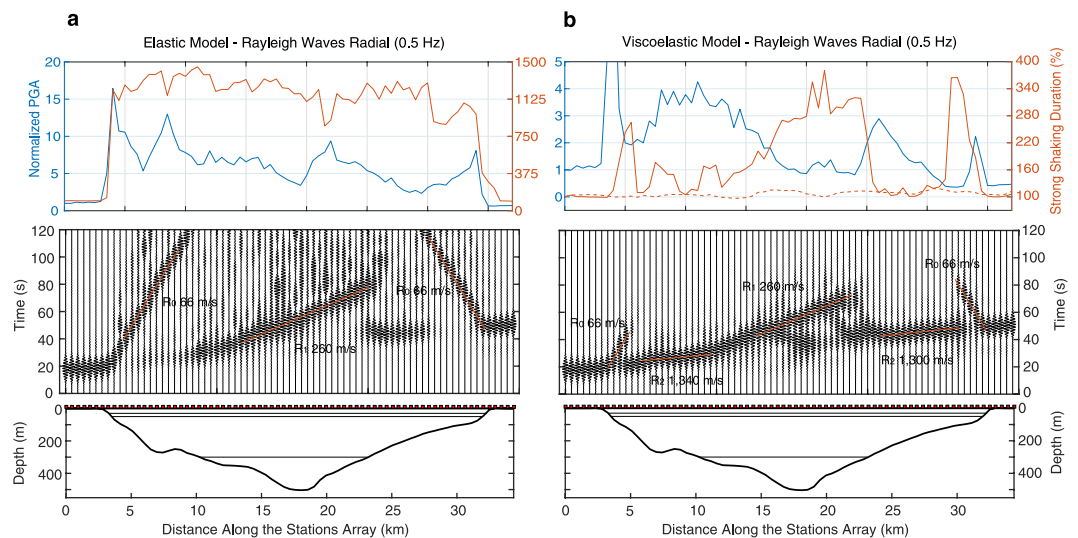 a
b
Elastic Model - Rayleigh Waves Radial (0.5 Hz)
Viscoelastic Model - Rayleigh Waves Radial (0.5 Hz)
Normalized PGA
20
15
10
5
0
1500
1125
750
375
0
5
4
3
2
1
0
400
340
280
220
160
100
Strong Shaking Duration (%)
Time (s)
120
100
80
60
40
20
0
R0 66 m/s
R1 260 m/s
R0 66 m/s
R0 66 m/s
R2 1,340 m/s
R1 260 m/s
R2 1,300 m/s
R0 66 m/s
120
100
80
60
40
20
0
Time (s)
Depth (m)
0
200
400
0
200
400
Depth (m)
0 5 10 15 20 25 30
Distance Along the Stations Array (km)
0 5 10 15 20 25 30
Distance Along the Stations Array (km)